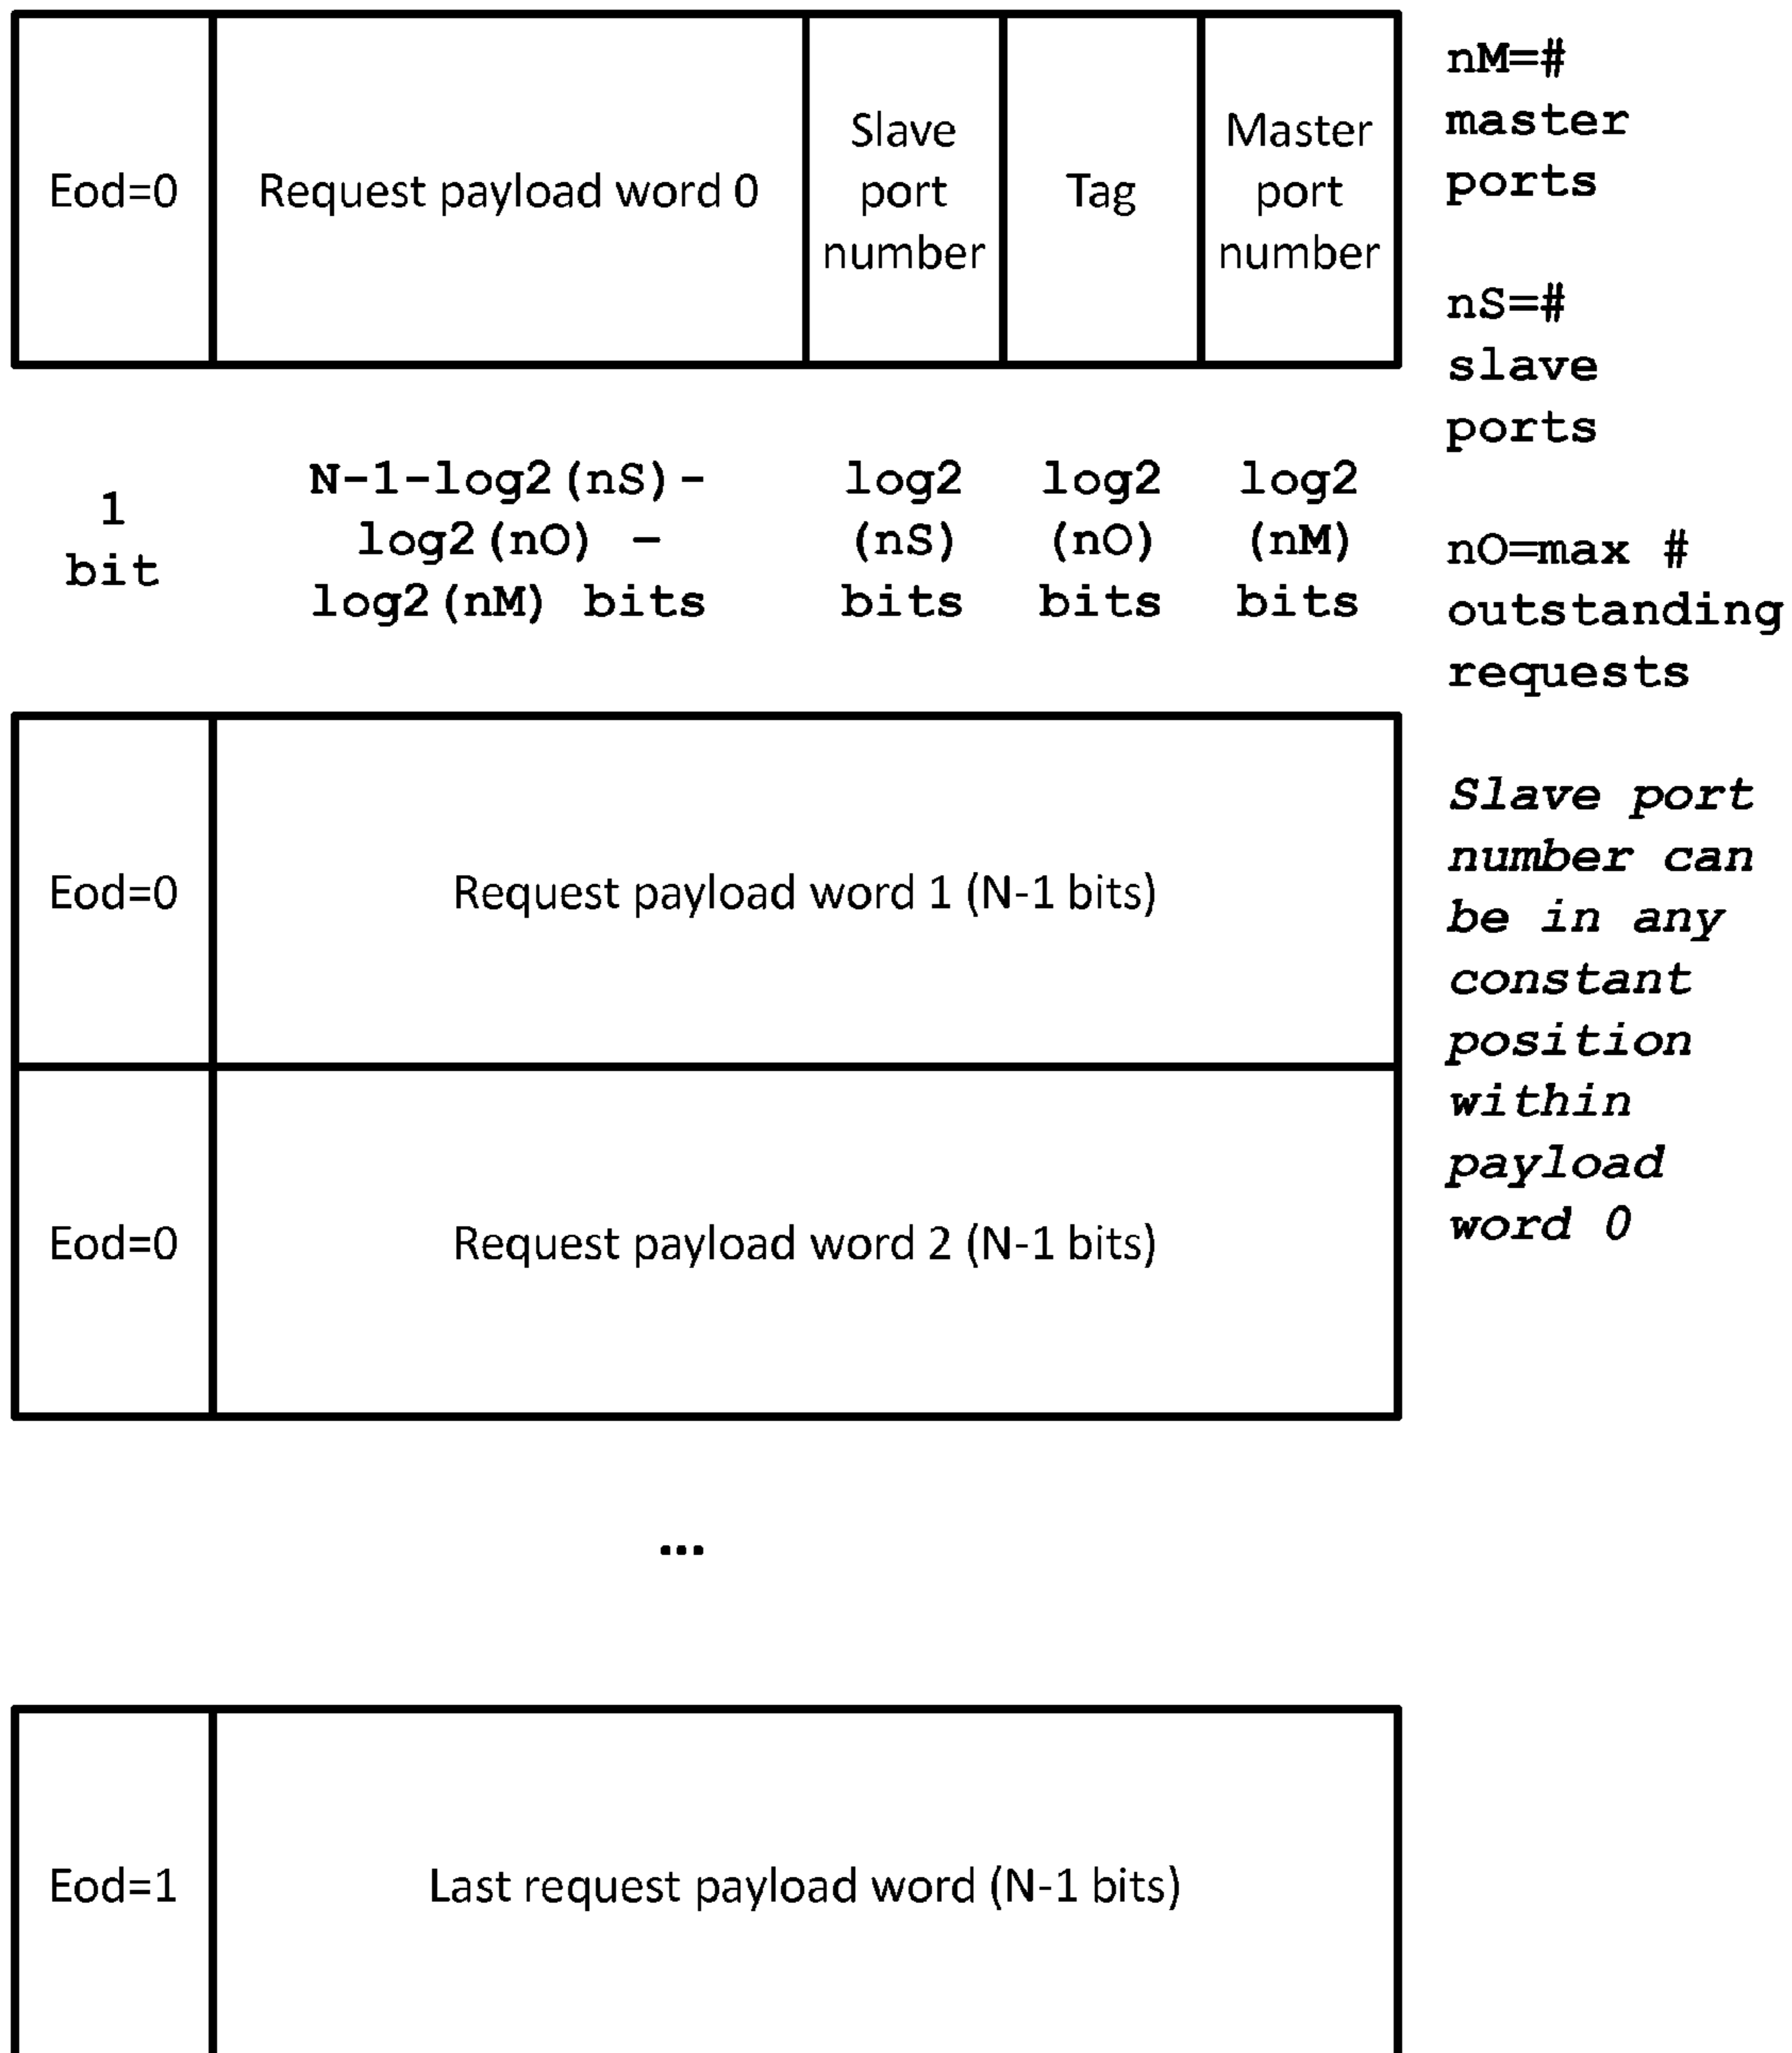 Eod=0
Request payload word 0
Slave
port
number
Tag
Master
port
number
nM=#
master
ports
nS=#
slave
ports
nO=max #
outstanding
requests
1
bit
N-1-log2(nS)-
log2(nO) -
log2(nM) bits
log2
(nS)
bits
log2
(nO)
bits
log2
(nM)
bits
Eod=0
Request payload word 1 (N-1 bits)
Eod=0
Request payload word 2 (N-1 bits)
Slave port
number can
be in any
constant
position
within
payload
word 0
...
Eod=1
Last request payload word (N-1 bits)